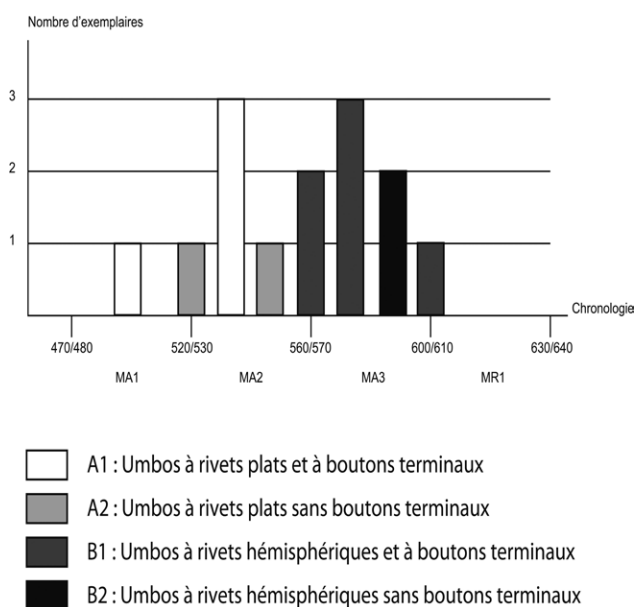 Nombre d'exemplaires
3
2
1
Chronologie
470/480 520/530 560/570 600/610 630/640
MA1 MA2 MA3 MR1
A1 : Umbos à rivets plats et à boutons terminaux
A2 : Umbos à rivets plats sans boutons terminaux
B1 : Umbos à rivets hémisphériques et à boutons terminaux
B2 : Umbos à rivets hémisphériques sans boutons terminaux